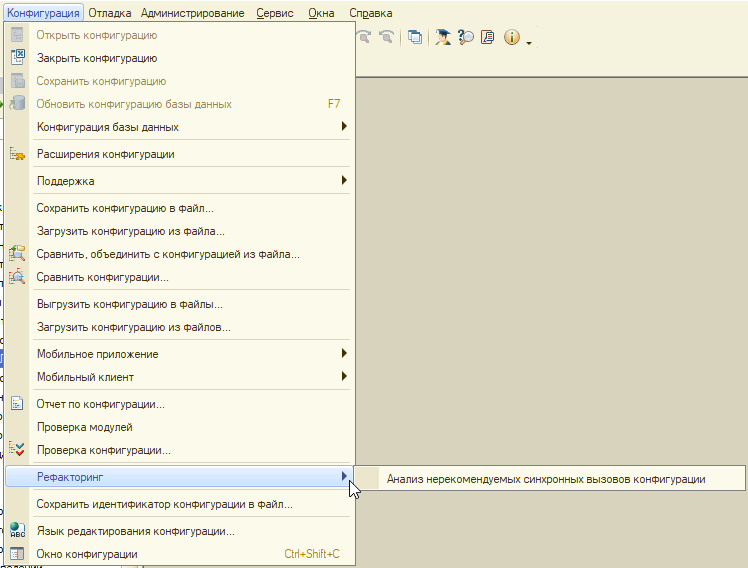 Конфигурация Отладка Администрирование Сервис Окна Справка
Открыть конфигурацию
Закрыть конфигурацию
Сохранить конфигурацию
Обновить конфигурацию базы данных F7
Конфигурация базы данных
Расширения конфигурации
Поддержка
Сохранить конфигурацию в файл...
Загрузить конфигурацию из файла...
Сравнить, объединить с конфигурацией из файла...
Сравнить конфигурации...
Выгрузить конфигурацию в файлы...
Загрузить конфигурацию из файлов...
Мобильное приложение
Мобильный клиент
Отчет по конфигурации...
Проверка модулей
Проверка конфигурации...
Рефакторинг
Анализ нерекомендуемых синхронных вызовов конфигурации
Сохранить идентификатор конфигурации в файл...
Язык редактирования конфигурации...
Окно конфигурации Ctrl+Shift+C